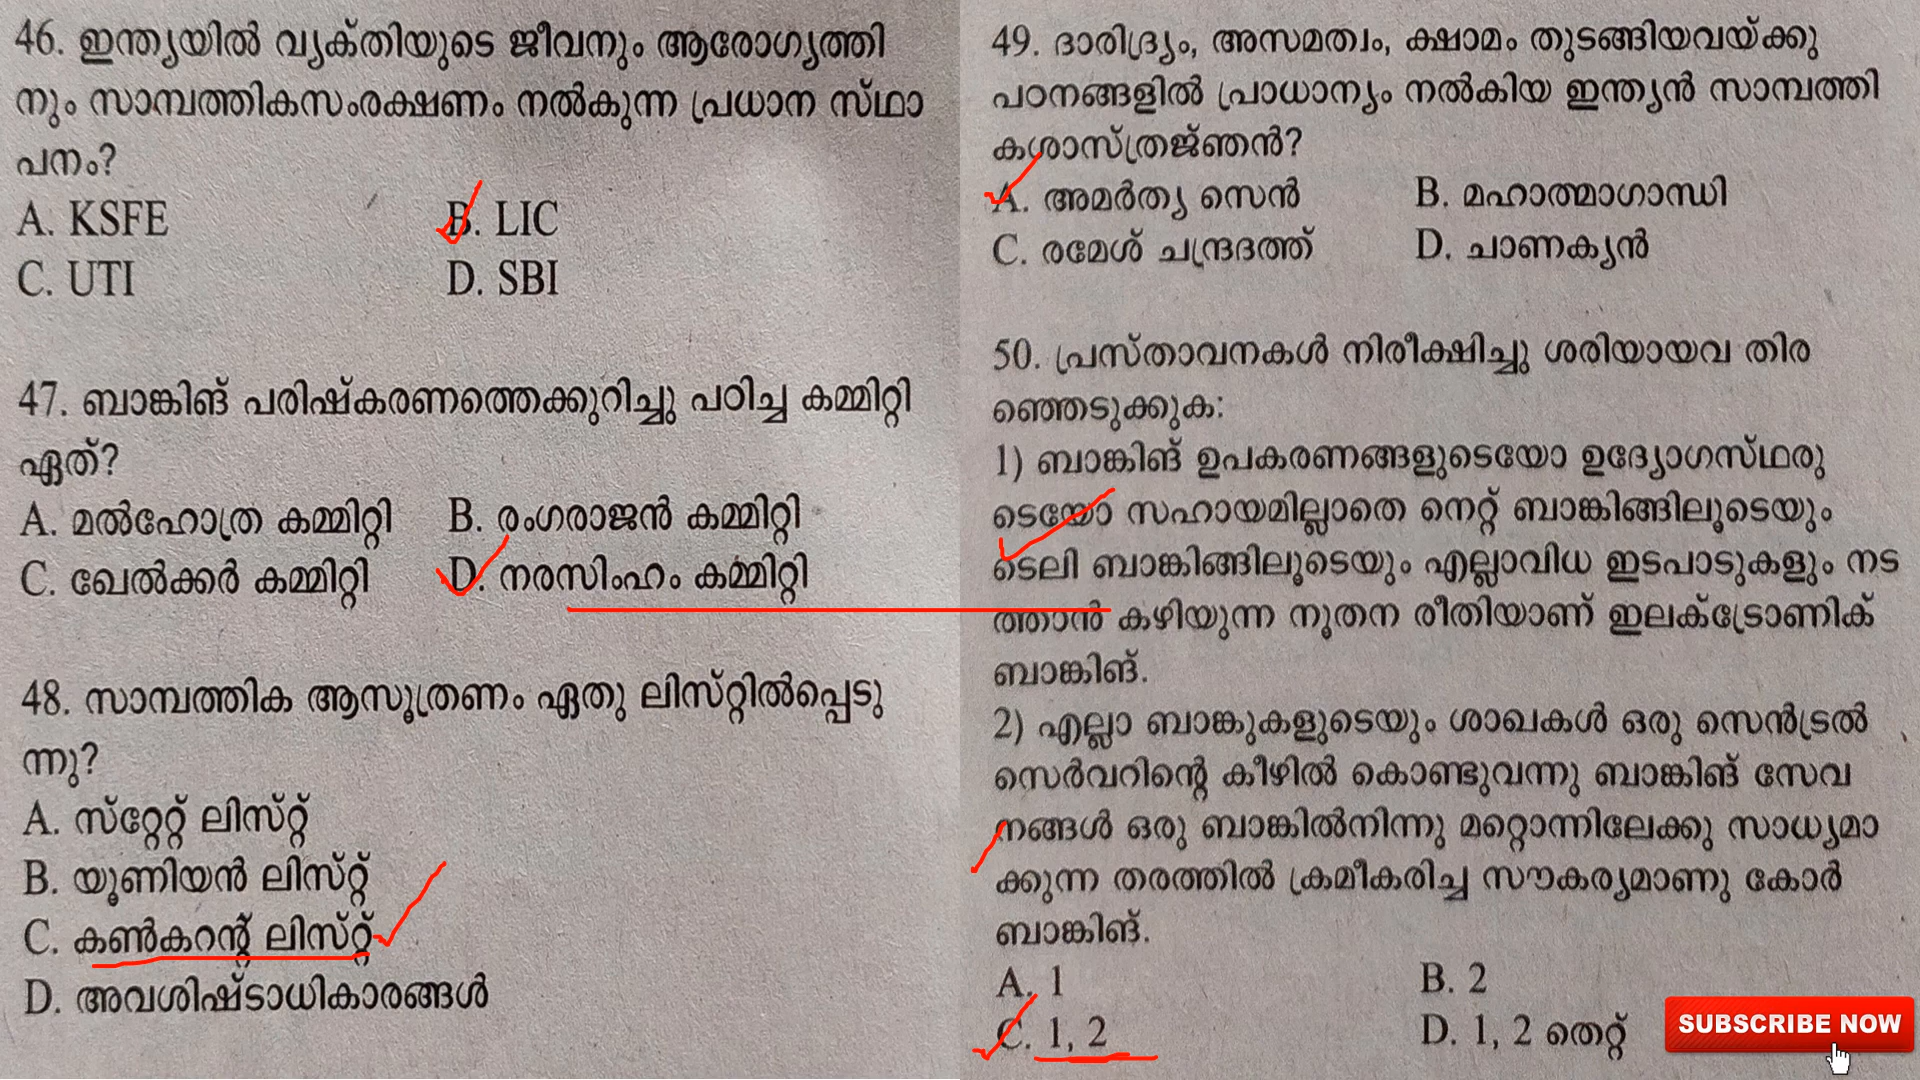 46. ഇന്ത്യയിൽ വ്യക്തിയുടെ ജീവനും ആരോഗ്യത്തി
നും സാമ്പത്തികസംരക്ഷണം നൽകുന്ന പ്രധാന സ്ഥാ
പനം?
A. KSFE
B. LIC
C. UTI
D. SBI
47. ബാങ്കിങ് പരിഷ്കരണത്തെക്കുറിച്ചു പഠിച്ച കമ്മിറ്റി
ഏത്?
A. മൽഹോത്ര കമ്മിറ്റി
B. രംഗരാജൻ കമ്മിറ്റി
C. ഖേൽക്കർ കമ്മിറ്റി
D. നരസിംഹം കമ്മിറ്റി
48. സാമ്പത്തിക ആസൂത്രണം ഏതു ലിസ്റ്റിൽപ്പെടു
ന്നു?
A. സ്റ്റേറ്റ് ലിസ്റ്റ്
B. യൂണിയൻ ലിസ്റ്റ്
C. കൺകറന്റ് ലിസ്റ്റ്
D. അവശിഷ്ടാധികാരങ്ങൾ
49. ദാരിദ്ര്യം, അസമത്വം, ക്ഷാമം തുടങ്ങിയവയ്ക്കു
പഠനങ്ങളിൽ പ്രാധാന്യം നൽകിയ ഇന്ത്യൻ സാമ്പത്തി
കശാസ്ത്രജ്ഞൻ?
A. അമർത്യ സെൻ
B. മഹാത്മാഗാന്ധി
C. രമേശ് ചന്ദ്രദത്ത്
D. ചാണക്യൻ
50. പ്രസ്താവനകൾ നിരീക്ഷിച്ചു ശരിയായവ തിര
ഞ്ഞെടുക്കുക:
1) ബാങ്കിങ് ഉപകരണങ്ങളുടെയോ ഉദ്യോഗസ്ഥരു
ടെയോ സഹായമില്ലാതെ നെറ്റ് ബാങ്കിങ്ങിലൂടെയും
ടെലി ബാങ്കിങ്ങിലൂടെയും എല്ലാവിധ ഇടപാടുകളും നട
ത്താൻ കഴിയുന്ന നൂതന രീതിയാണ് ഇലക്ട്രോണിക്
ബാങ്കിങ്.
2) എല്ലാ ബാങ്കുകളുടെയും ശാഖകൾ ഒരു സെൻട്രൽ
സെർവറിന്റെ കീഴിൽ കൊണ്ടുവന്നു ബാങ്കിങ് സേവ
നങ്ങൾ ഒരു ബാങ്കിൽനിന്നു മറ്റൊന്നിലേക്കു സാധ്യമാ
ക്കുന്ന തരത്തിൽ ക്രമീകരിച്ച സൗകര്യമാണു കോർ
ബാങ്കിങ്.
A. 1
B. 2
C. 1, 2
D. 1, 2 തെറ്റ്
SUBSCRIBE NOW